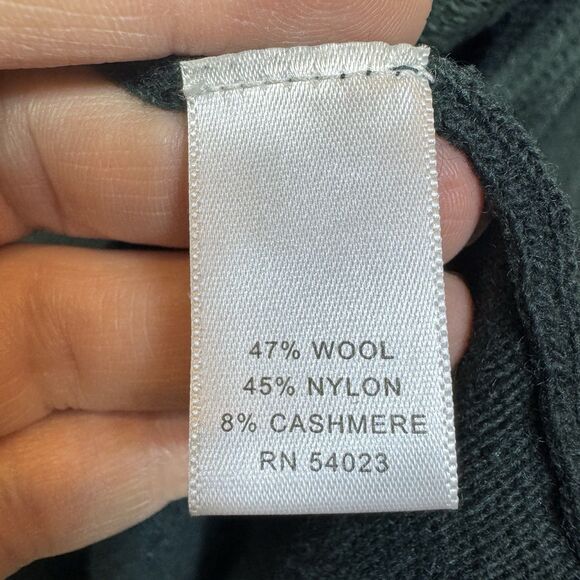 47% WOOL
45% NYLON
8% CASHMERE
RN 54023